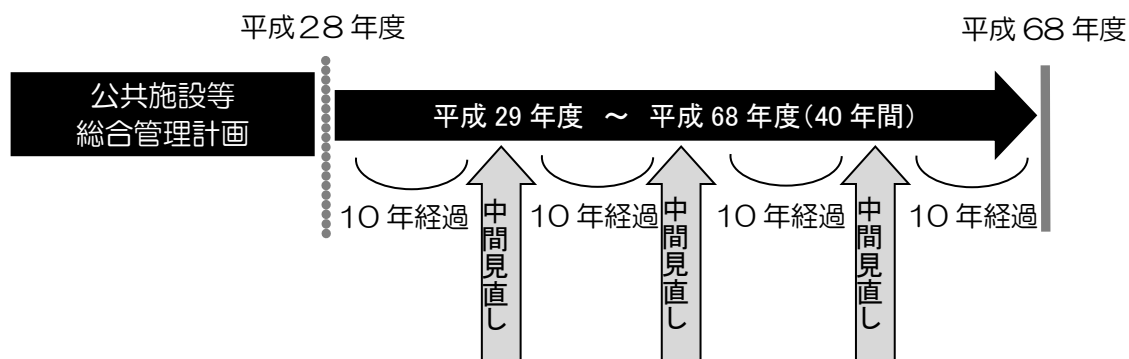 平成28年度
平成68年度
公共施設等
総合管理計画
平成29年度 ～ 平成68年度(40年間)
10年経過
中間見直し
10年経過
中間見直し
10年経過
中間見直し
10年経過